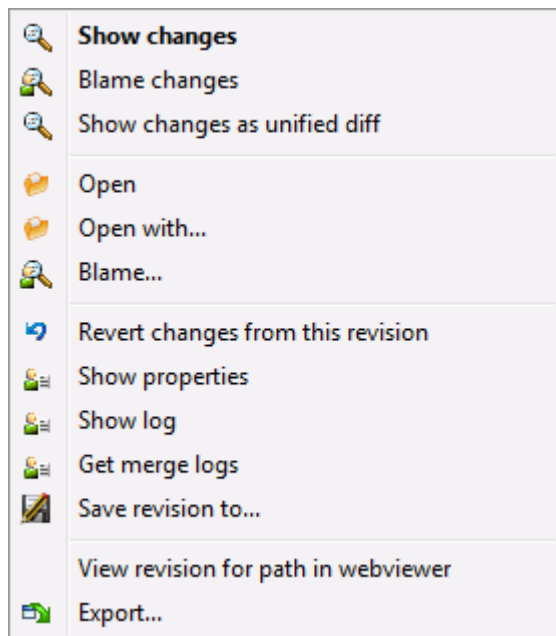 Show changes
Blame changes
Show changes as unified diff
Open
Open with...
Blame...
Revert changes from this revision
Show properties
Show log
Get merge logs
Save revision to...
View revision for path in webviewer
Export...